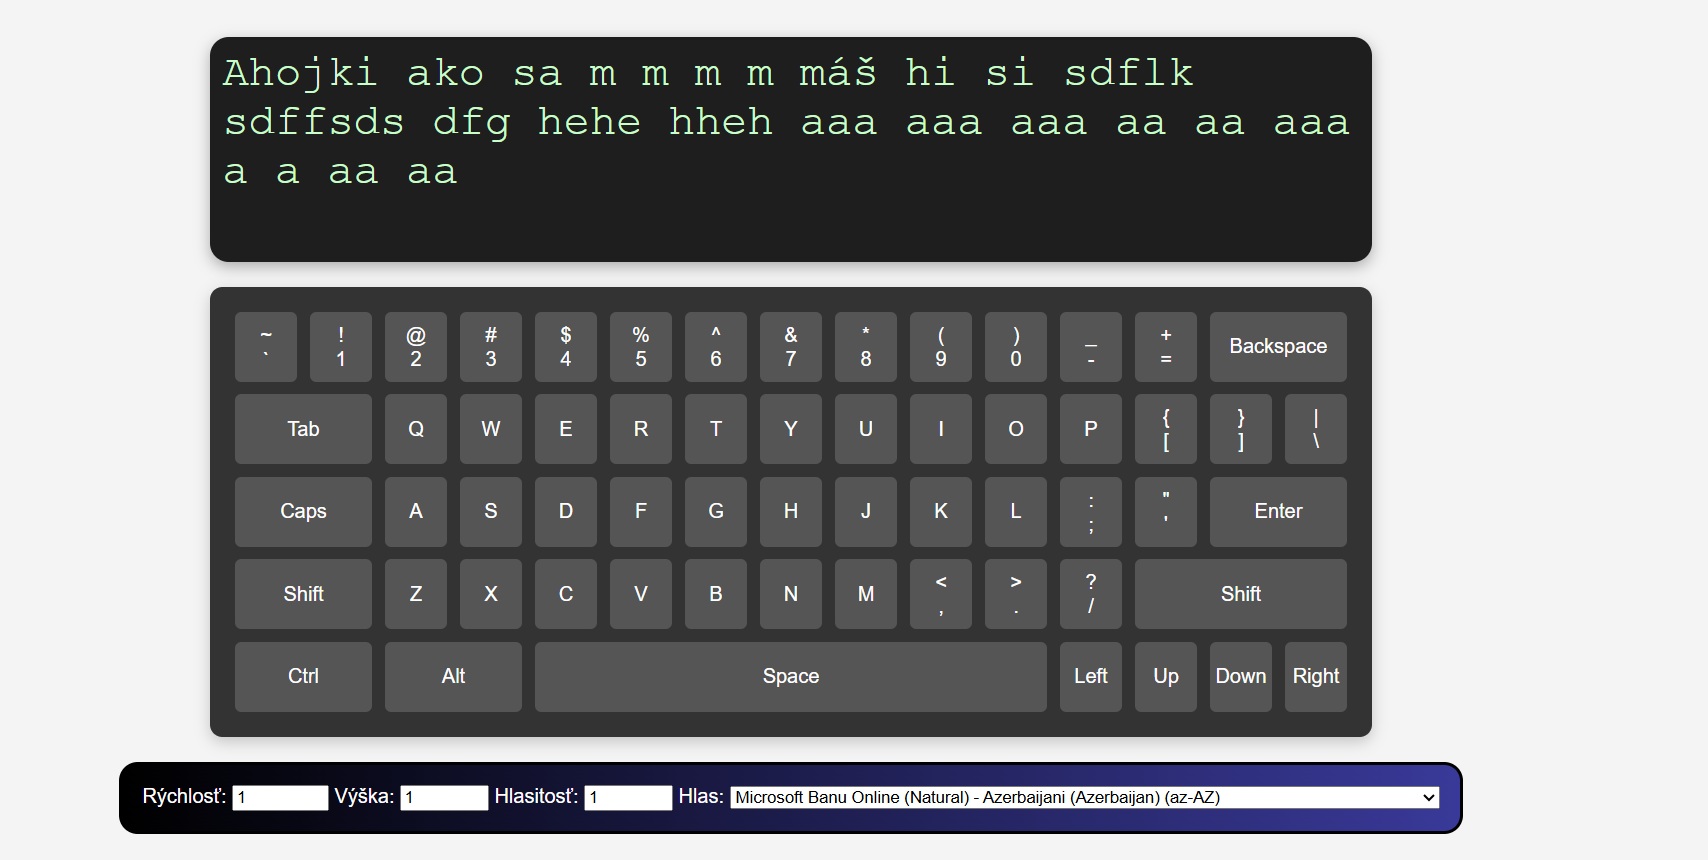 Ahojki ako sa m m m m máš hi si sdflk
sdffsds dfg hehe hheh aaa aaa aaa aa aa aaa
a a aa aa
~ ! @ # $ % ^ & * ( ) _ +
` 1 2 3 4 5 6 7 8 9 0 - = Backspace
Tab Q W E R T Y U I O P { } |
[ ] \
Caps A S D F G H J K L : " Enter
; '
Shift Z X C V B N M < > ? Shift
, . /
Ctrl Alt Space Left Up Down Right
Rýchlosť: 1 Výška: 1 Hlasitosť: 1 Hlas: Microsoft Banu Online (Natural) - Azerbaijani (Azerbaijan) (az-AZ)